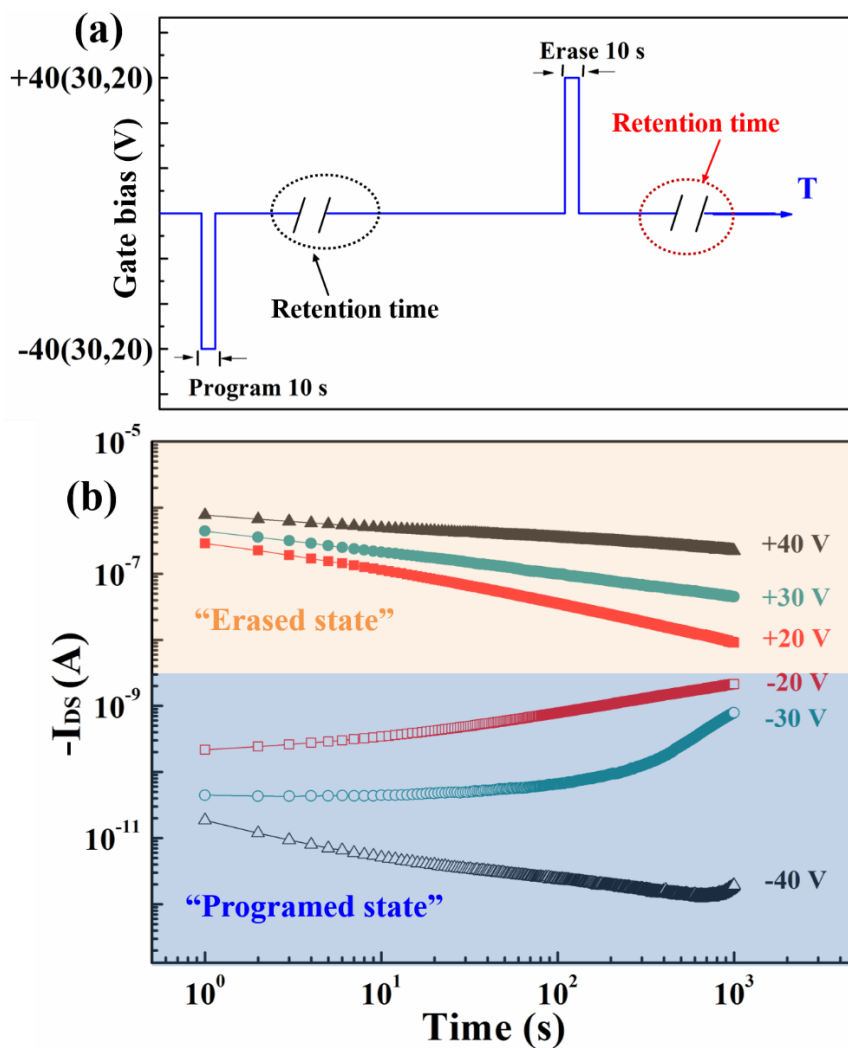 (a)
Erase 10 s
+40(30,20)
Retention time
T
Gate bias (V)
Retention time
-40(30,20)
Program 10 s
(b)
10⁻⁵
10⁻⁷
10⁻⁹
10⁻¹¹
-I_DS (A)
+40 V
+30 V
+20 V
“Erased state”
-20 V
-30 V
-40 V
“Programed state”
10⁰ 10¹ 10² 10³
Time (s)